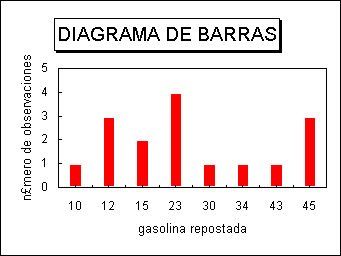 DIAGRAMA DE BARRAS
n£mero de observaciones
5
4
3
2
1
0
10 12 15 23 30 34 43 45
gasolina repostada